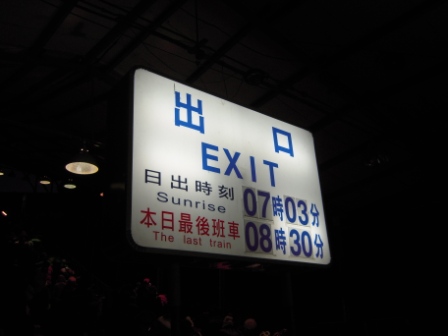 出口
EXIT
日出時刻 07時03分
Sunrise
本日最後班車 08時30分
The last train